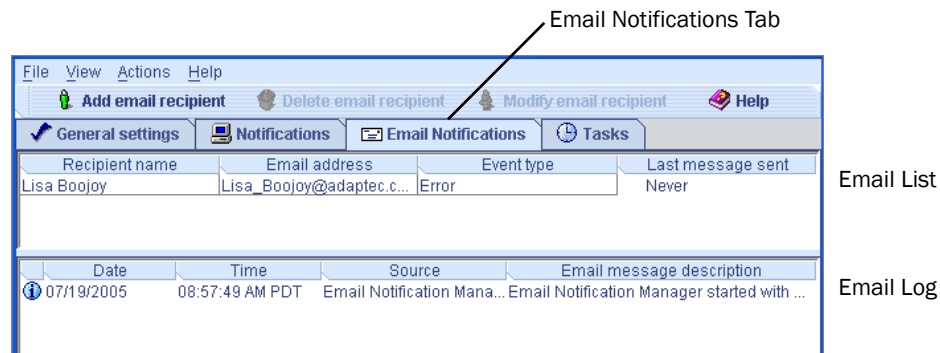 Email Notifications Tab
File View Actions Help
Add email recipient Delete email recipient Modify email recipient Help
General settings Notifications Email Notifications Tasks
Recipient name Email address Event type Last message sent
Lisa Boojoy Lisa_Boojoy@adaptec.c... Error Never
Email List
Date Time Source Email message description
07/19/2005 08:57:49 AM PDT Email Notification Mana... Email Notification Manager started with ...
Email Log